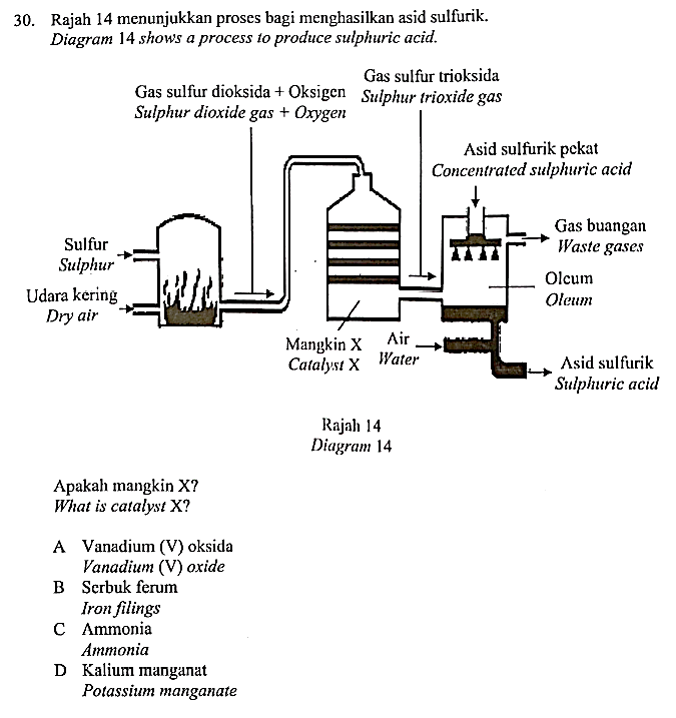 30. Rajah 14 menunjukkan proses bagi menghasilkan asid sulfurik.
Diagram 14 shows a process to produce sulphuric acid.
Gas sulfur trioksida
Sulphur trioxide gas
Gas sulfur dioksida + Oksigen
Sulphur dioxide gas + Oxygen
Asid sulfurik pekat
Concentrated sulphuric acid
Sulfur
Sulphur
Gas buangan
Waste gases
Oleum
Oleum
Udara kering
Dry air
Mangkin X
Catalyst X
Air
Water
Asid sulfurik
Sulphuric acid
Rajah 14
Diagram 14
Apakah mangkin X?
What is catalyst X?
A Vanadium (V) oksida
Vanadium (V) oxide
B Serbuk ferum
Iron filings
C Ammonia
Ammonia
D Kalium manganat
Potassium manganate